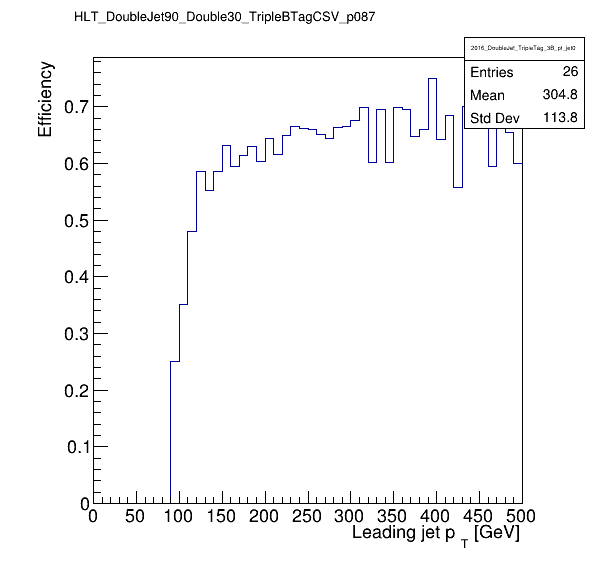 HLT_DoubleJet90_Double30_TripleBTagCSV_p087
2016_DoubleJet_TripleTag_3B_pt_jet0
Entries 26
Mean 304.8
Std Dev 113.8
Efficiency
0.7
0.6
0.5
0.4
0.3
0.2
0.1
0
0 50 100 150 200 250 300 350 400 450 500
Leading jet p T [GeV]